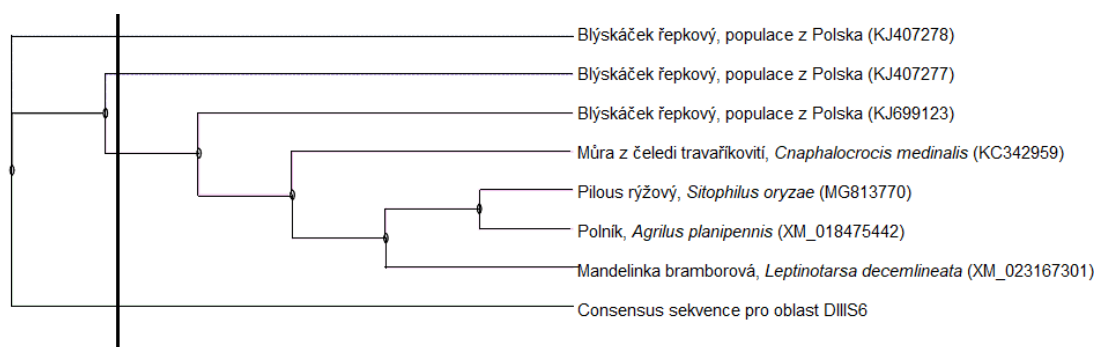 Blýskáček řepkový, populace z Polska (KJ407278)
Blýskáček řepkový, populace z Polska (KJ407277)
Blýskáček řepkový, populace z Polska (KJ699123)
Můra z čeledi travaříkovití, Cnaphalocrocis medinalis (KC342959)
Pilous rýžový, Sitophilus oryzae (MG813770)
Polník, Agrilus planipennis (XM_018475442)
Mandelinka bramborová, Leptinotarsa decemlineata (XM_023167301)
Consensus sekvence pro oblast DIIIS6